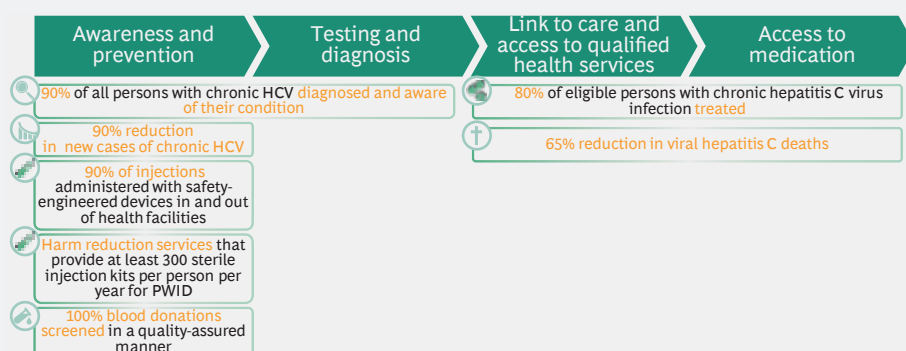 Awareness and
prevention
Testing and
diagnosis
Link to care and
access to qualified
health services
Access to
medication
90% of all persons with chronic HCV diagnosed and aware
of their condition
80% of eligible persons with chronic hepatitis C virus
infection treated
90% reduction
in new cases of chronic HCV
65% reduction in viral hepatitis C deaths
90% of injections
administered with safety-
engineered devices in and out
of health facilities
Harm reduction services that
provide at least 300 sterile
injection kits per person per
year for PWID
100% blood donations
screened in a quality-assured
manner